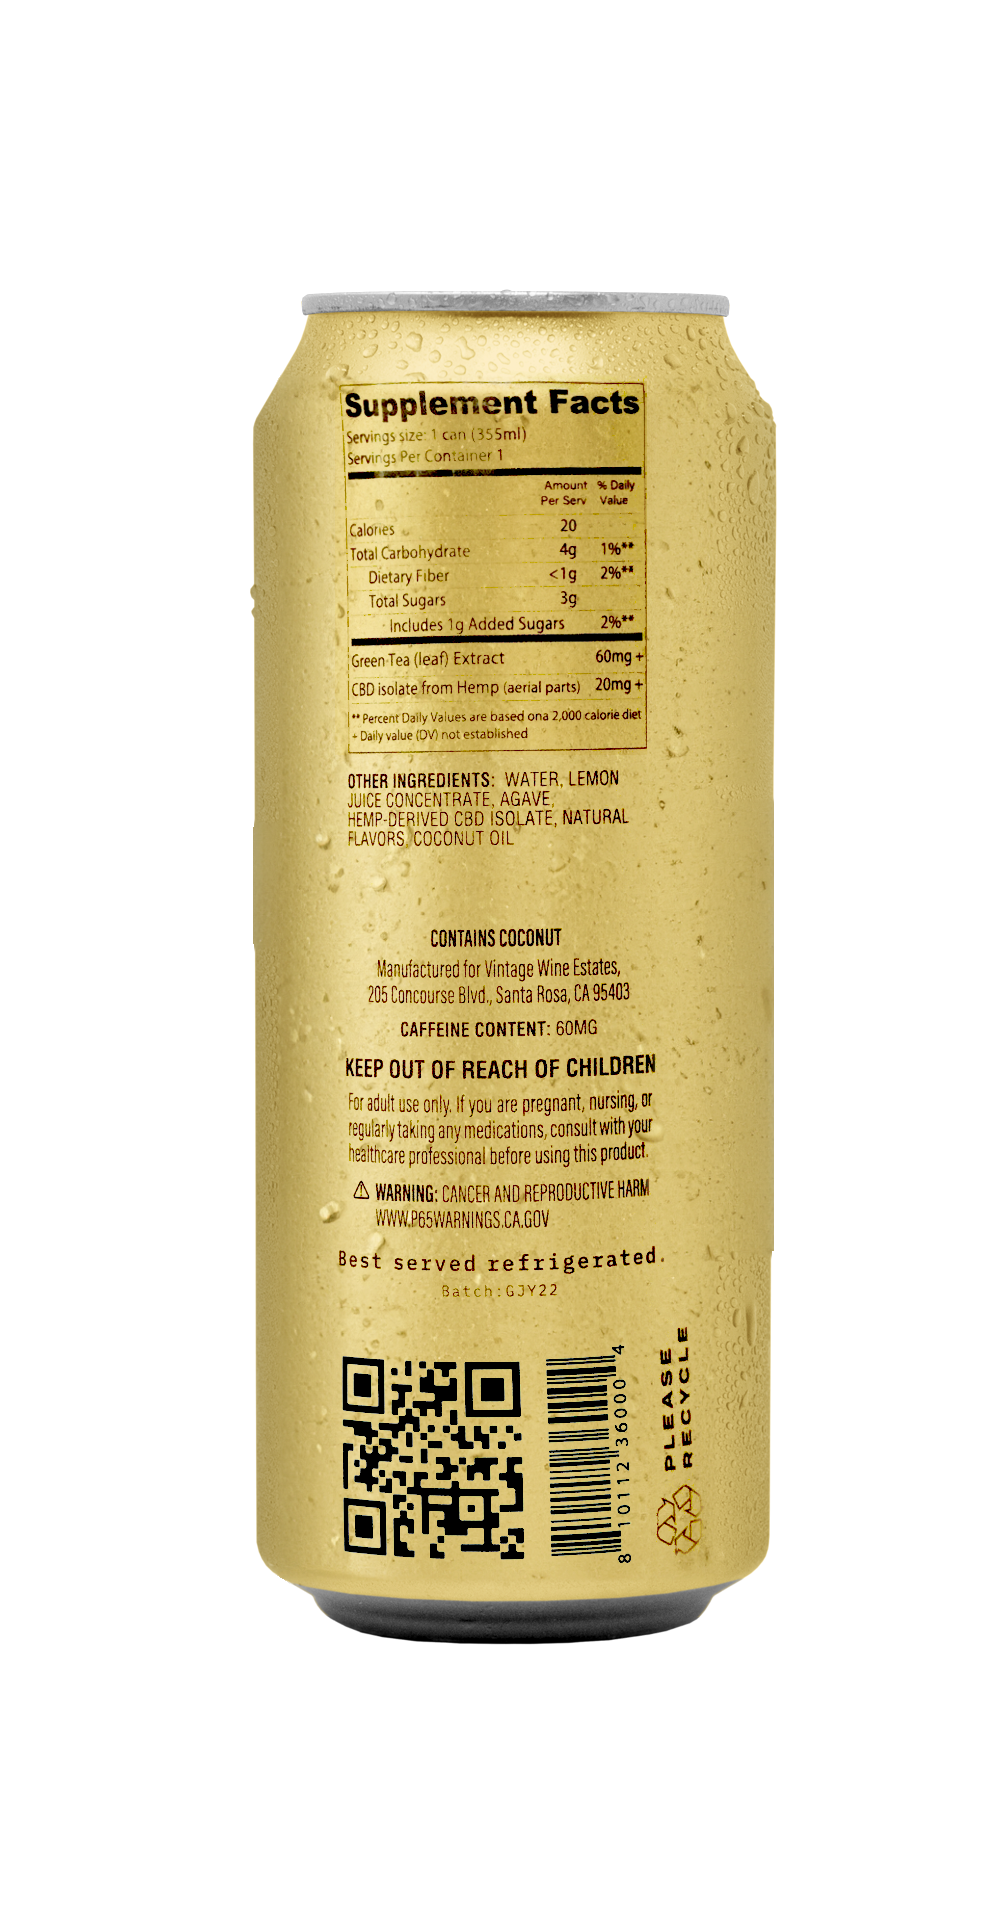 Supplement Facts
Servings size: 1 can (355ml)
Servings Per Container 1
Amount Per Serv % Daily Value
Calories 20
Total Carbohydrate 4g 1%**
Dietary Fiber <1g 2%**
Total Sugars 3g
Includes 1g Added Sugars 2%**
Green Tea (leaf) Extract 60mg +
CBD isolate from Hemp (aerial parts) 20mg +
** Percent Daily Values are based ona 2,000 calorie diet
+ Daily value (DV) not established
OTHER INGREDIENTS: WATER, LEMON
JUICE CONCENTRATE, AGAVE,
HEMP-DERIVED CBD ISOLATE, NATURAL
FLAVORS, COCONUT OIL
CONTAINS COCONUT
Manufactured for Vintage Wine Estates,
205 Concourse Blvd., Santa Rosa, CA 95403
CAFFEINE CONTENT: 60MG
KEEP OUT OF REACH OF CHILDREN
For adult use only. If you are pregnant, nursing, or
regularly taking any medications, consult with your
healthcare professional before using this product.
⚠ WARNING: CANCER AND REPRODUCTIVE HARM
WWW.P65WARNINGS.CA.GOV
Best served refrigerated.
Batch:GJY22
8 10112 36000 4
PLEASE
RECYCLE